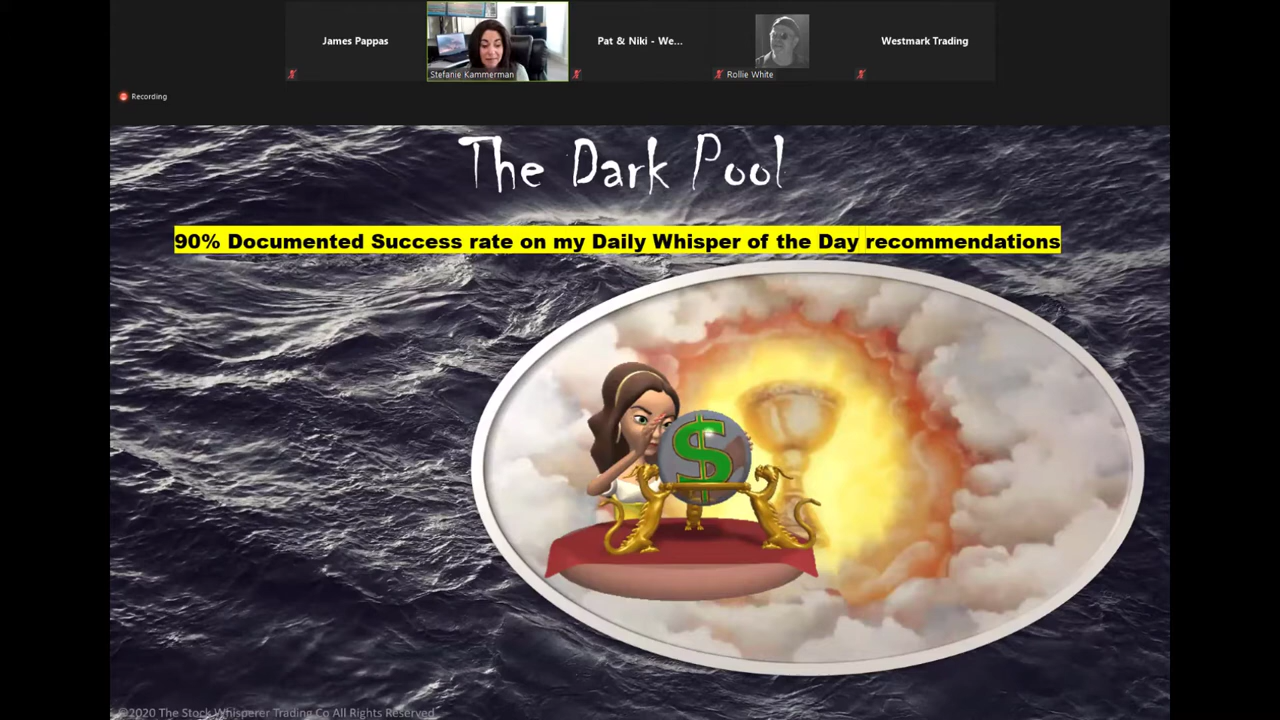 James Pappas
Stefanie Kammerman
Pat & Niki - We...
Rollie White
Westmark Trading
Recording
The Dark Pool
90% Documented Success rate on my Daily Whisper of the Day recommendations
$
©2020 The Stock Whisperer Trading Co All Rights Reserved